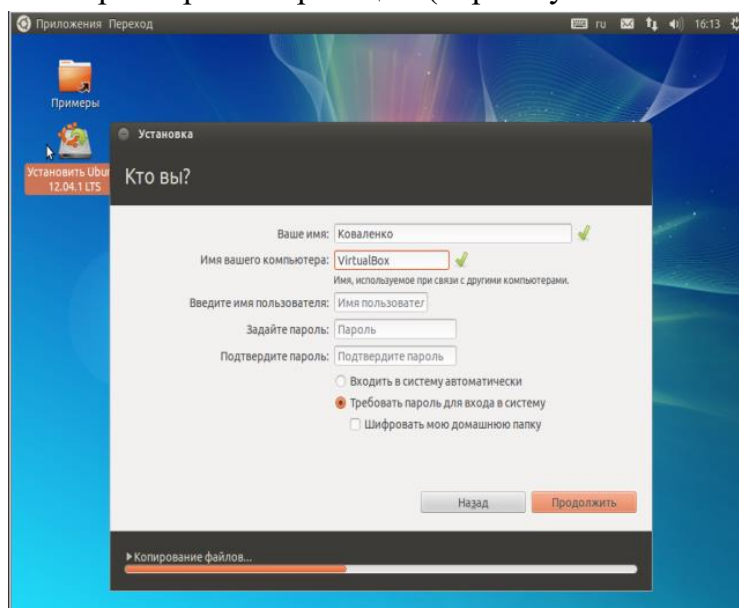 Приложения Переход
ru
16:13
Примеры
Установить Ubu
12.04.1 LTS
Установка
Кто вы?
Ваше имя: Коваленко
Имя вашего компьютера: VirtualBox
Имя, используемое при связи с другими компьютерами.
Введите имя пользователя: Имя пользовател
Задайте пароль: Пароль
Подтвердите пароль: Подтвердите пароль
Входить в систему автоматически
Требовать пароль для входа в систему
Шифровать мою домашнюю папку
Назад
Продолжить
Копирование файлов...